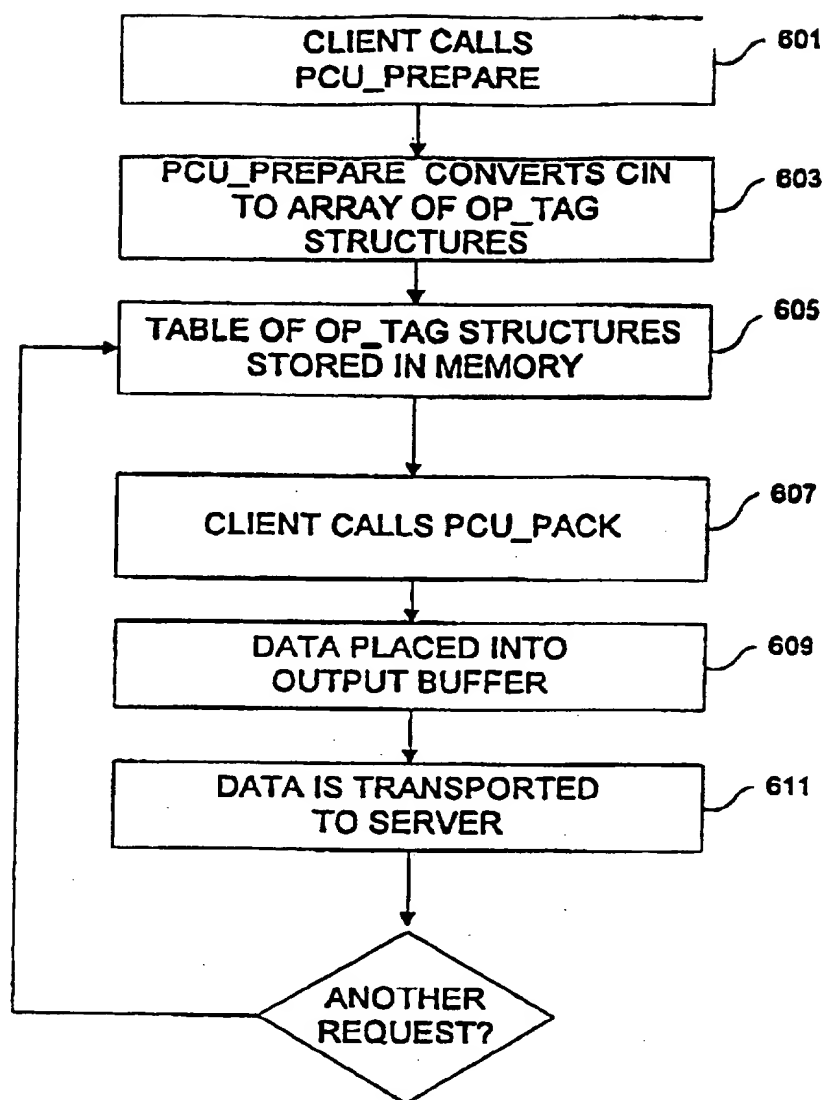 CLIENT CALLS
PCU_PREPARE
601
PCU_PREPARE CONVERTS CIN
TO ARRAY OF OP_TAG
STRUCTURES
603
TABLE OF OP_TAG STRUCTURES
STORED IN MEMORY
605
CLIENT CALLS PCU_PACK
607
DATA PLACED INTO
OUTPUT BUFFER
609
DATA IS TRANSPORTED
TO SERVER
611
ANOTHER
REQUEST?